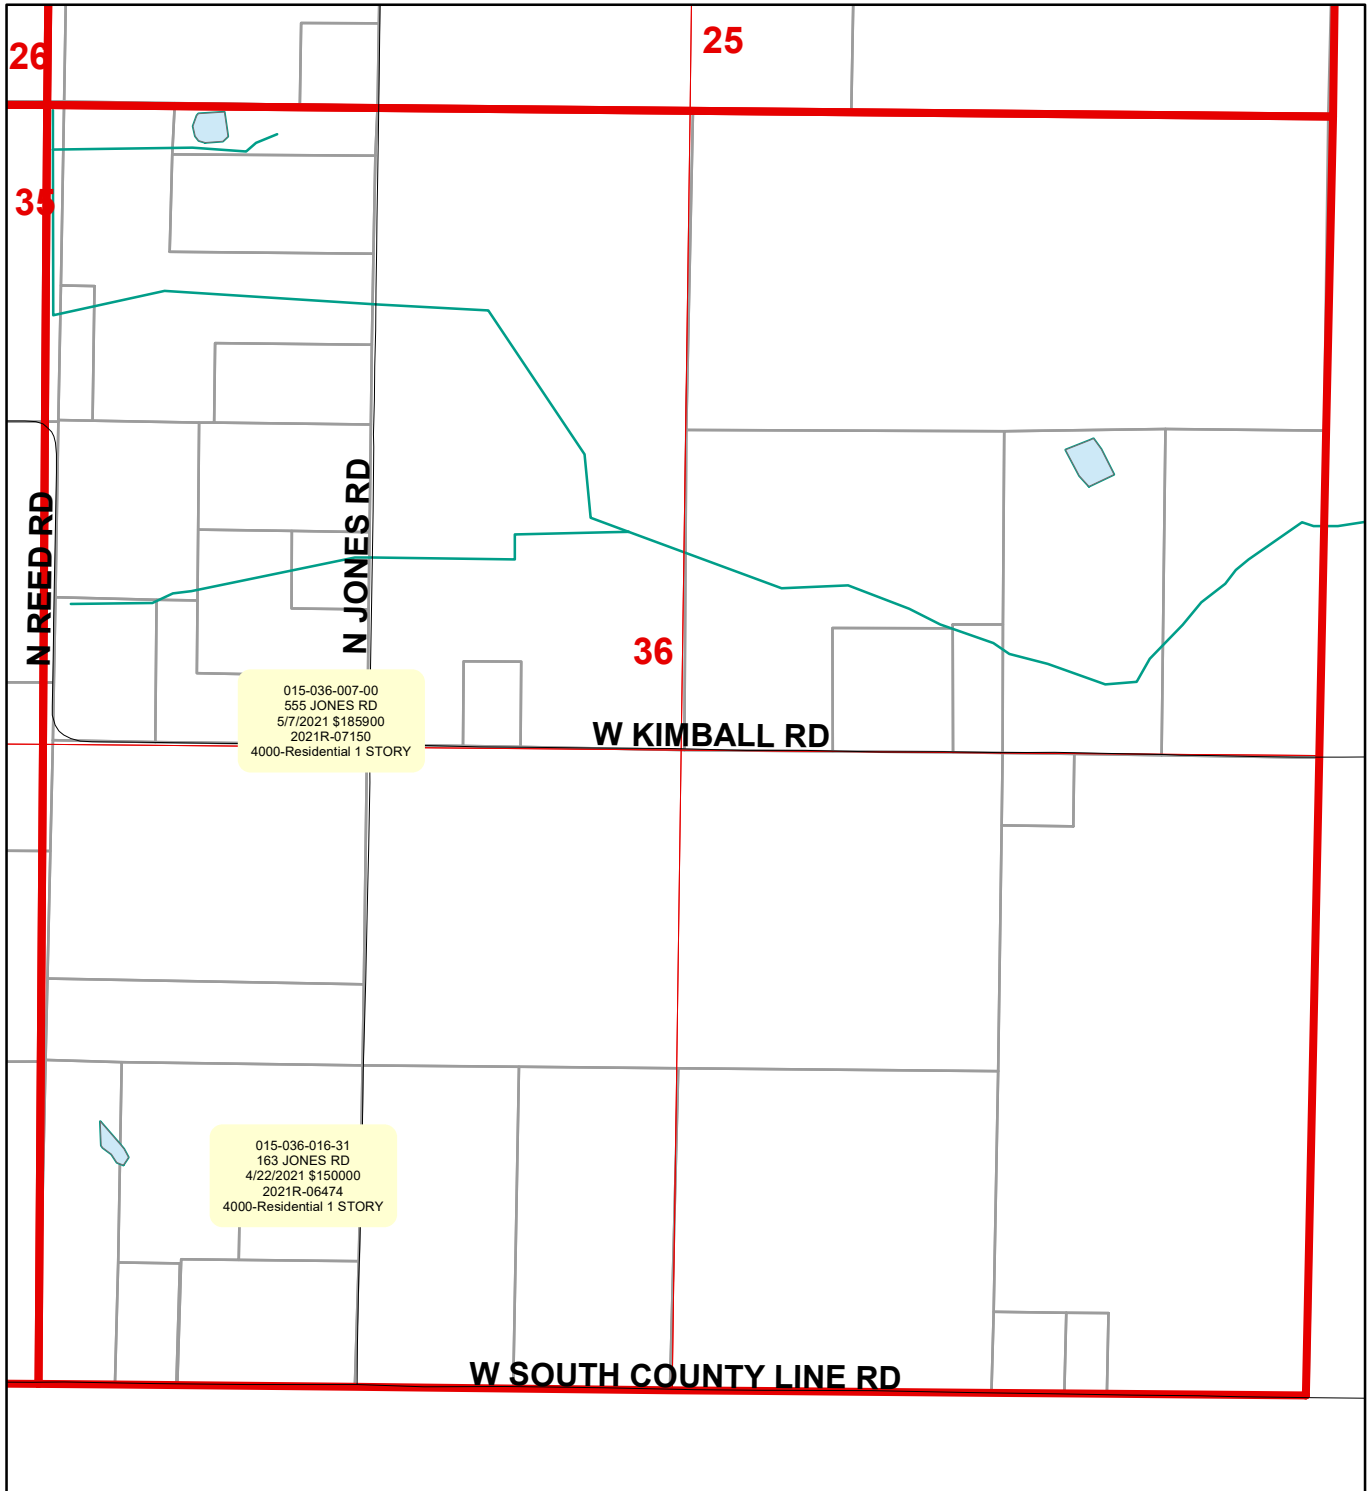 26
25
35
N REED RD
N JONES RD
36
015-036-007-00
555 JONES RD
5/7/2021 $185900
2021R-07150
4000-Residential 1 STORY
W KIMBALL RD
015-036-016-31
163 JONES RD
4/22/2021 $150000
2021R-06474
4000-Residential 1 STORY
W SOUTH COUNTY LINE RD